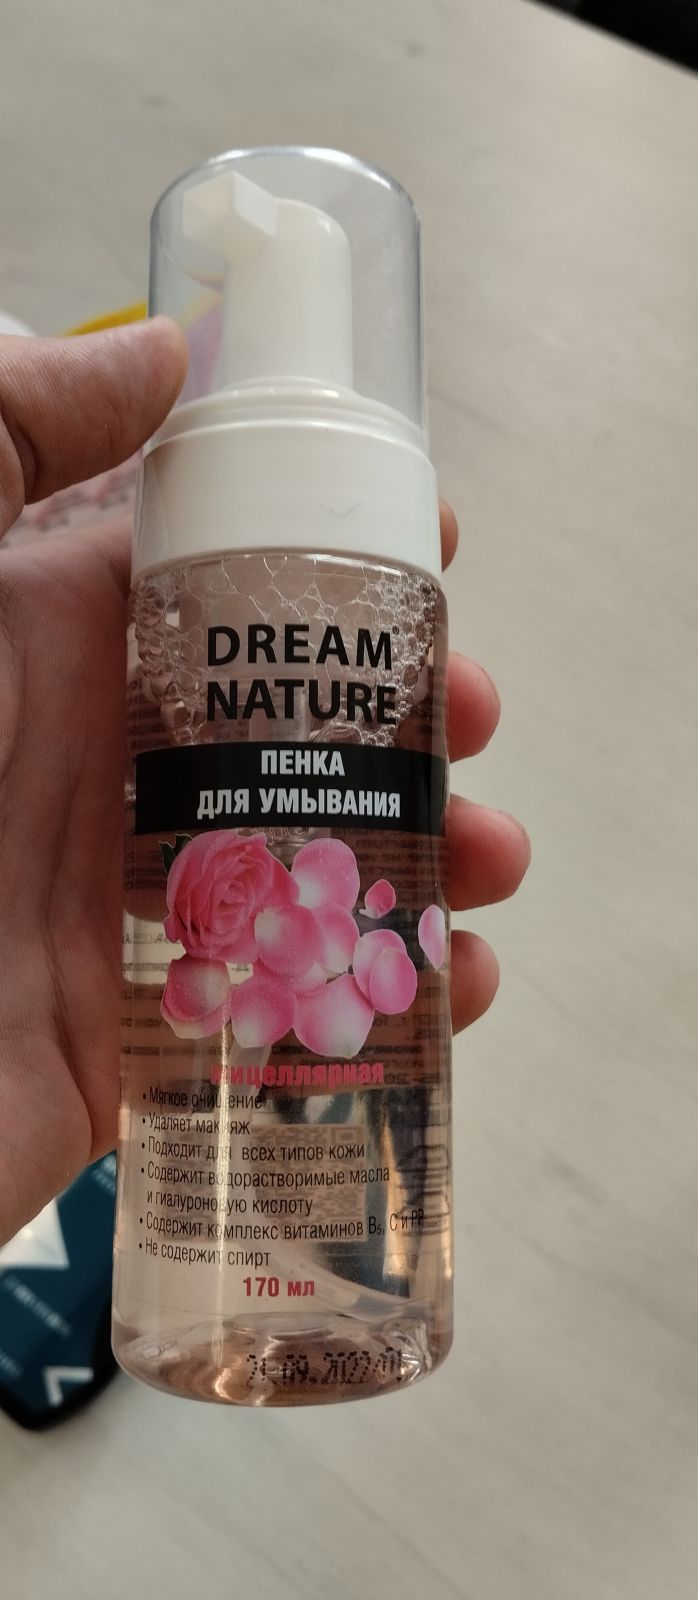 DREAM
NATURE
ПЕНКА
ДЛЯ УМЫВАНИЯ
мицеллярная
• Мягкое очищение
• Удаляет макияж
• Подходит для всех типов кожи
• Содержит водорастворимые масла
и гиалуроновую кислоту
• Содержит комплекс витаминов B₅, C и PP
• Не содержит спирт
170 мл